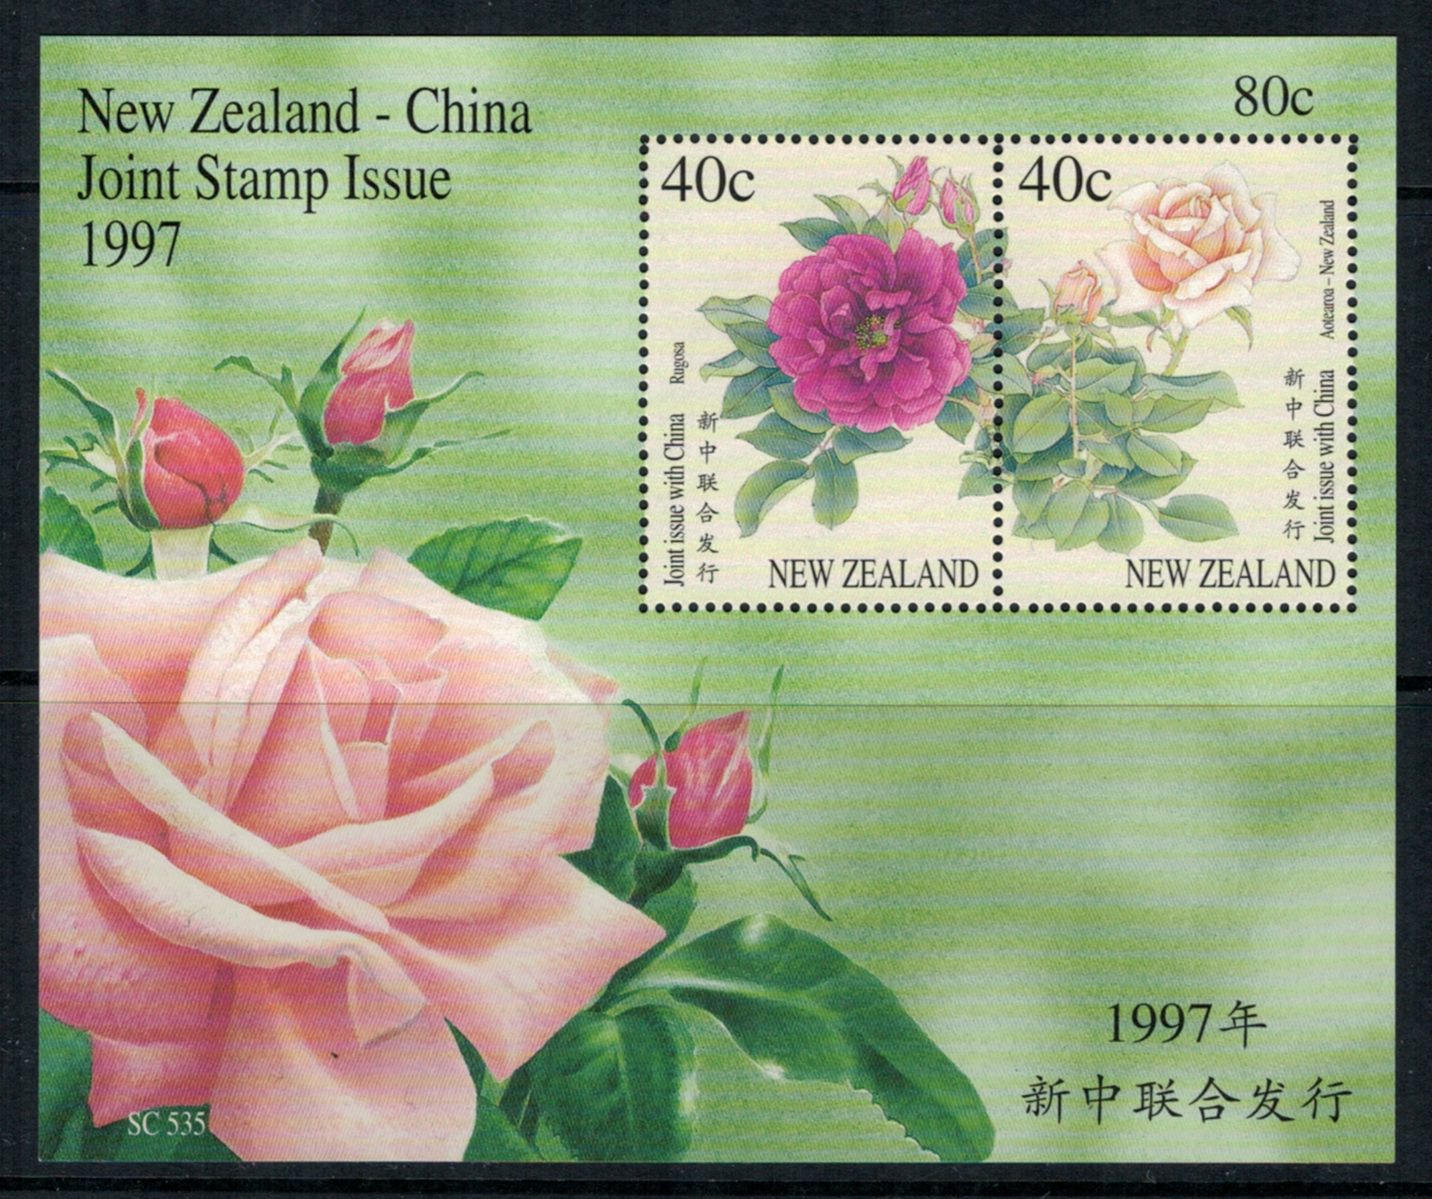 New Zealand - China
Joint Stamp Issue
1997
80c
40c
Rugosa
Joint issue with China
新中联合发行
NEW ZEALAND
40c
Aotearoa – New Zealand
新中联合发行
Joint issue with China
NEW ZEALAND
1997年
新中联合发行
SC 535